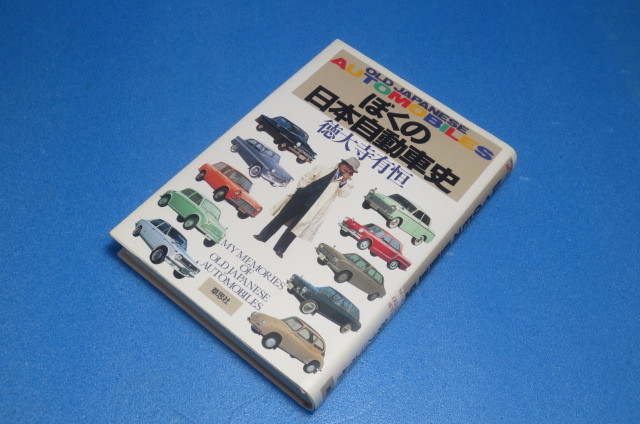 OLD JAPANESE
AUTOMOBILES
ぼくの
日本自動車史
徳大寺有恒
MY MEMORIES
OF
OLD JAPANESE
AUTOMOBILES
草思社